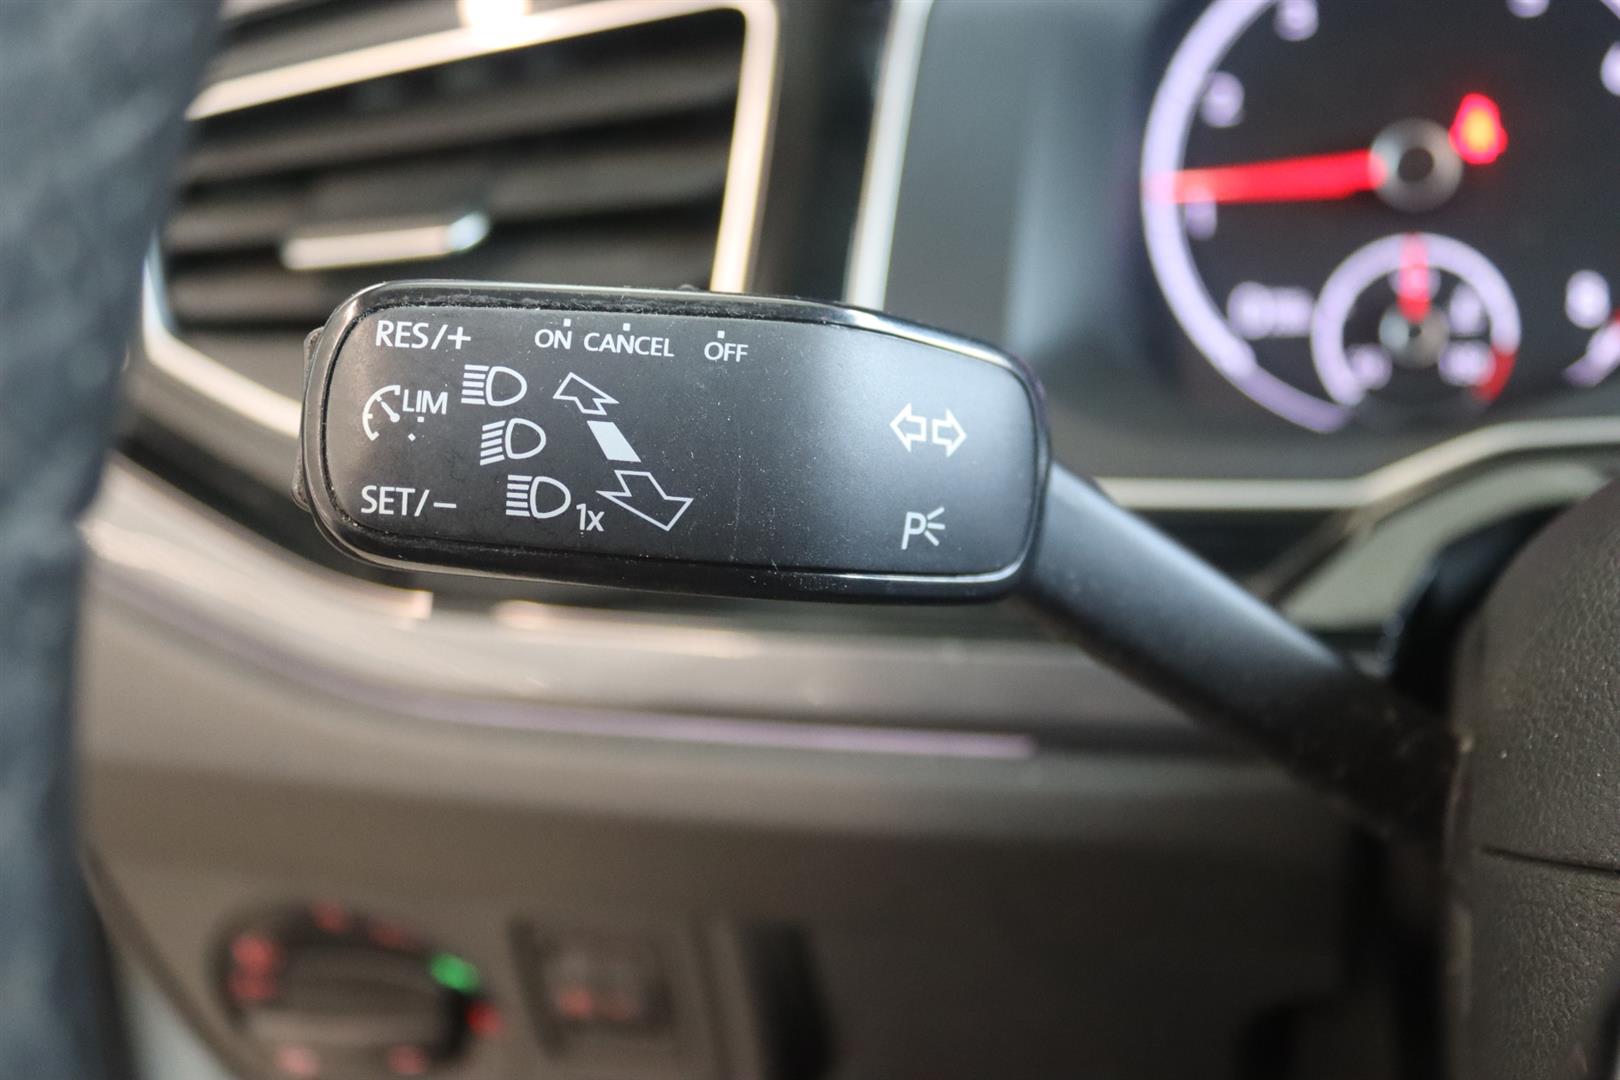 RES/+
ON CANCEL OFF
LIM
SET/−
1x
P